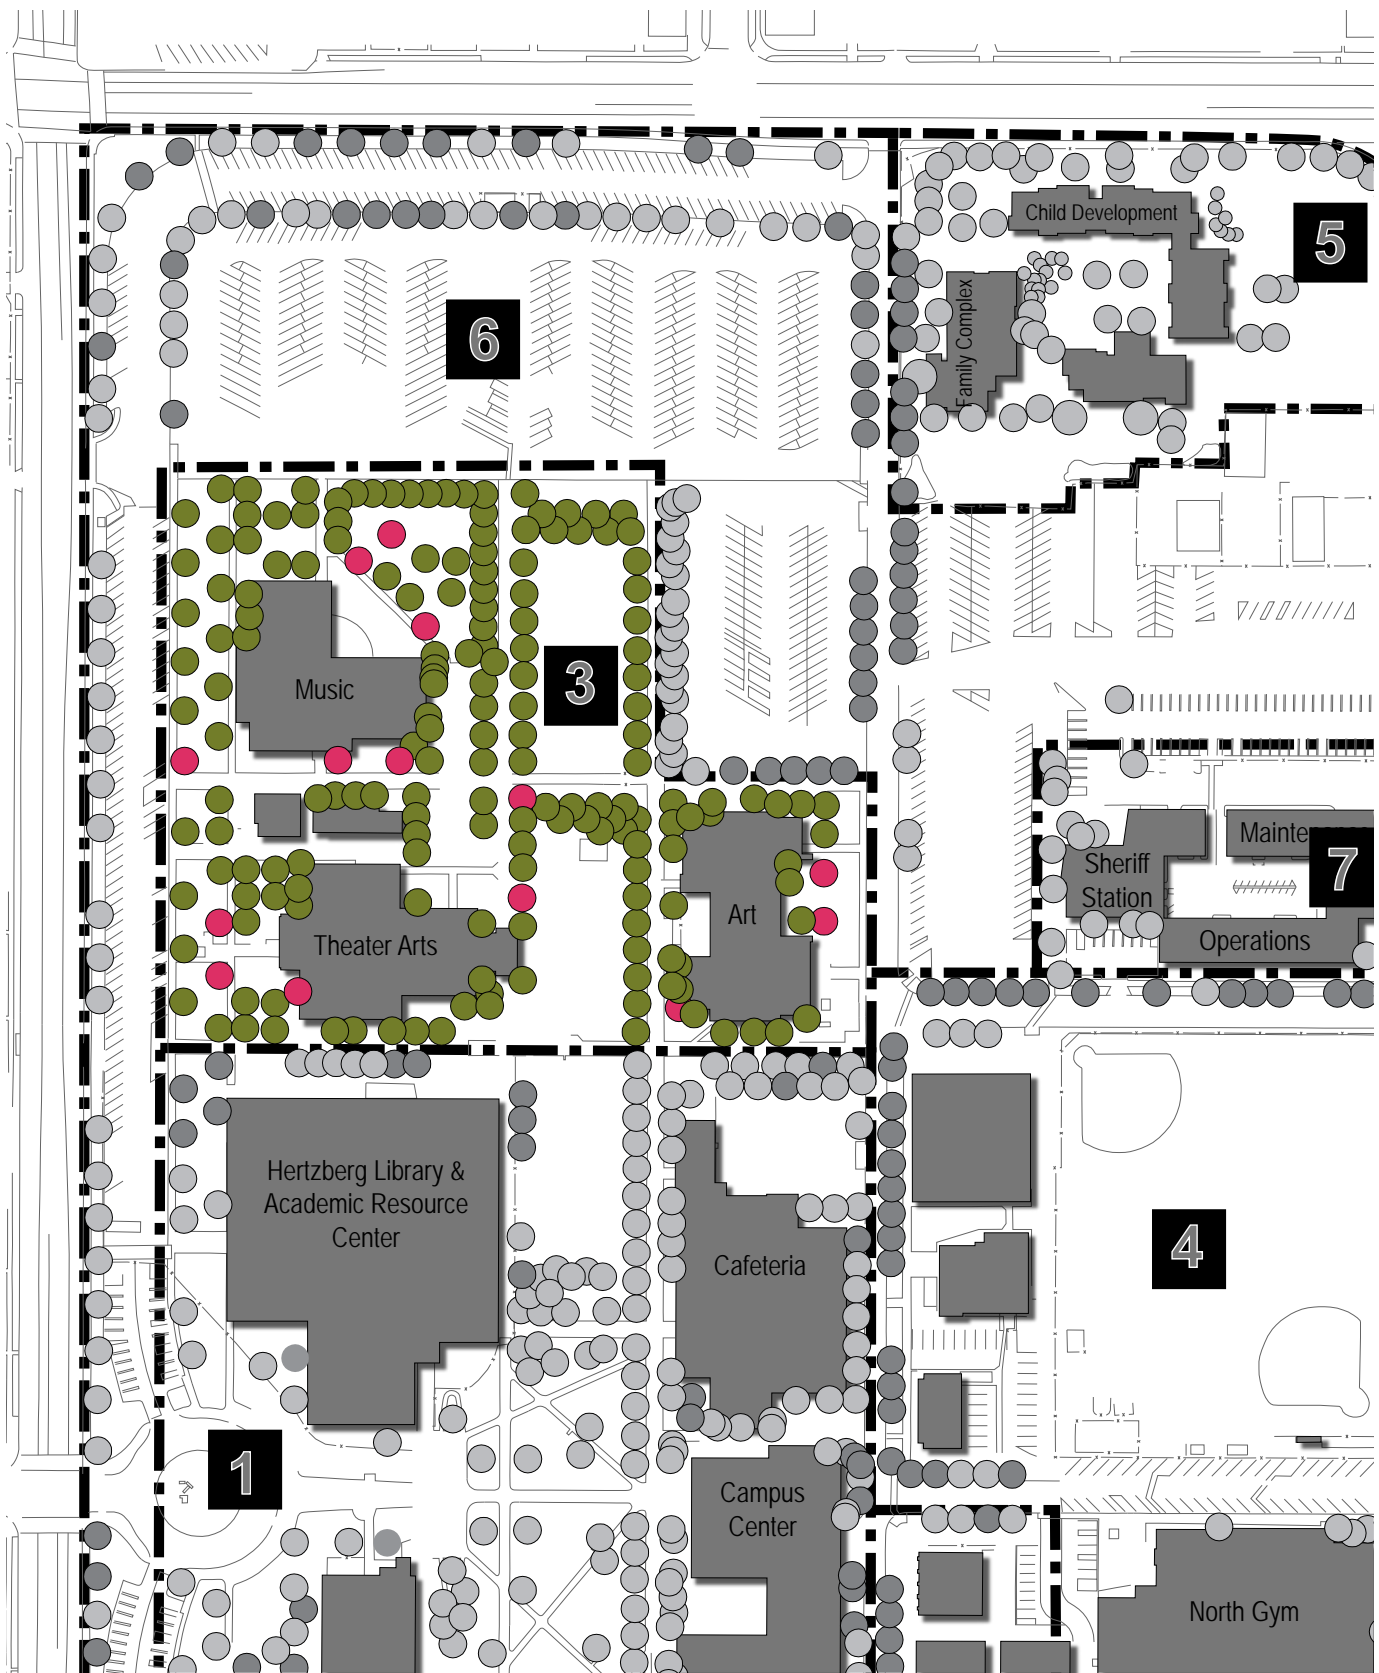 Child Development
5
Family Complex
6
Music
3
Mainte
Sheriff
Station
7
Art
Theater Arts
Operations
Hertzberg Library &
Academic Resource
Center
Cafeteria
4
1
Campus
Center
North Gym